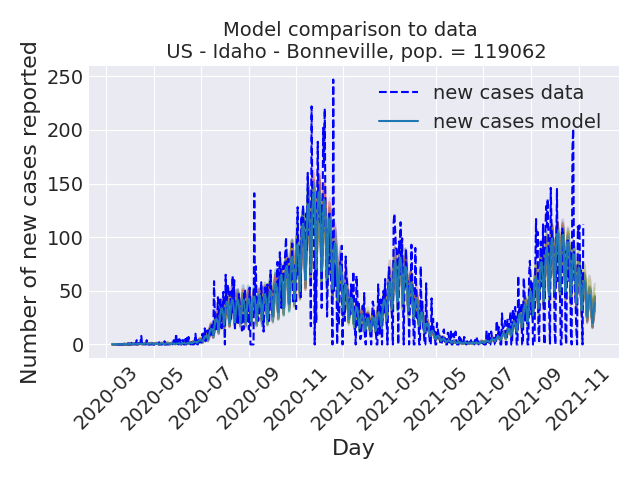 Model comparison to data
US - Idaho - Bonneville, pop. = 119062
Number of new cases reported
250
200
150
100
50
0
new cases data
new cases model
2020-03
2020-05
2020-07
2020-09
2020-11
2021-01
2021-03
2021-05
2021-07
2021-09
2021-11
Day